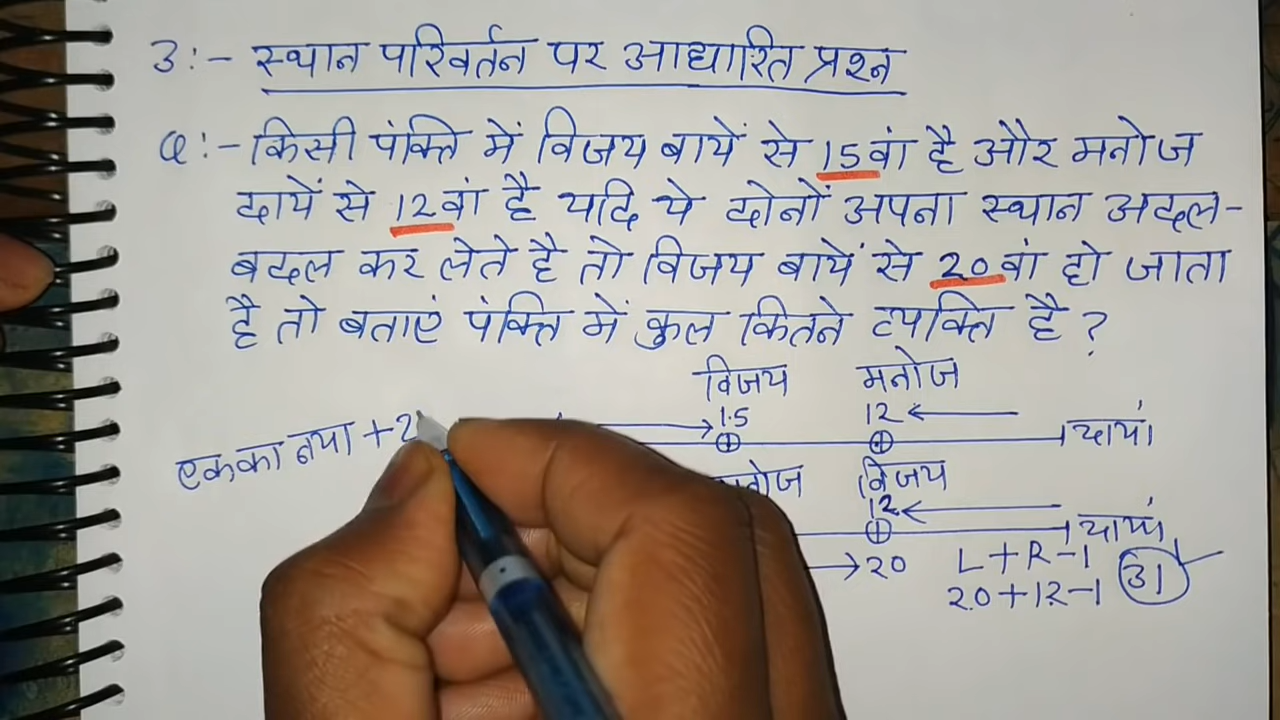 3:- स्थान परिवर्तन पर आधारित प्रश्न
Q:- किसी पंक्ति में विजय बायें से 15वां है और मनोज
दायें से 12वां है यदि ये दोनों अपना स्थान अदल-
बदल कर लेते है तो विजय बायें से 20वां हो जाता
है तो बताएं पंक्ति में कुल कितने व्यक्ति है ?
विजय मनोज
15 12
दायां
एक का नया + 2
विजय
12
दायां
20
L+R-1
20+12-1 31